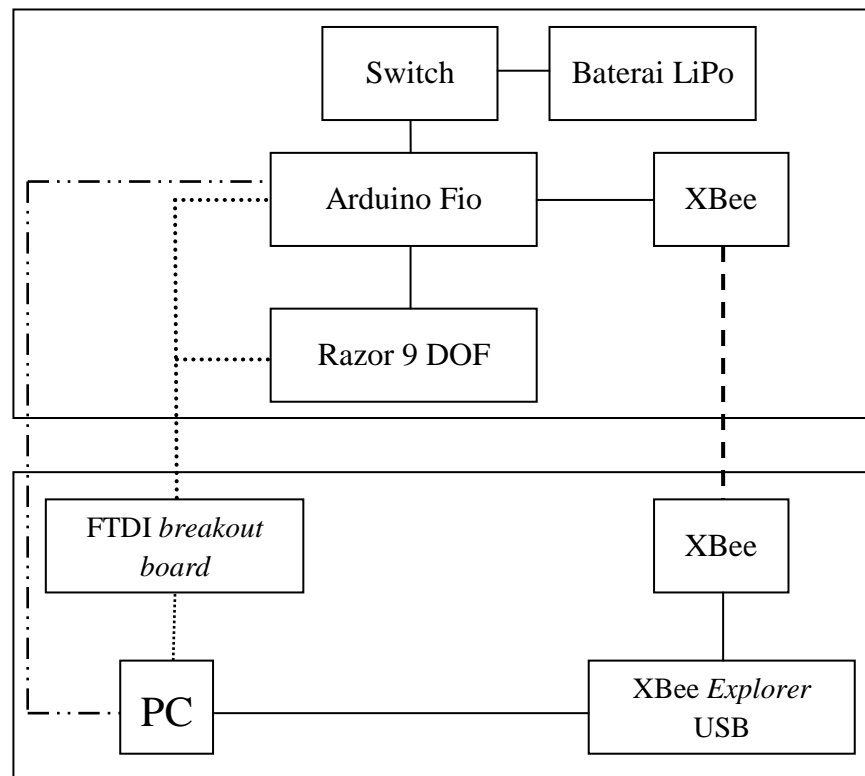 Switch
Baterai LiPo
Arduino Fio
XBee
Razor 9 DOF
FTDI breakout
board
XBee
PC
XBee Explorer
USB